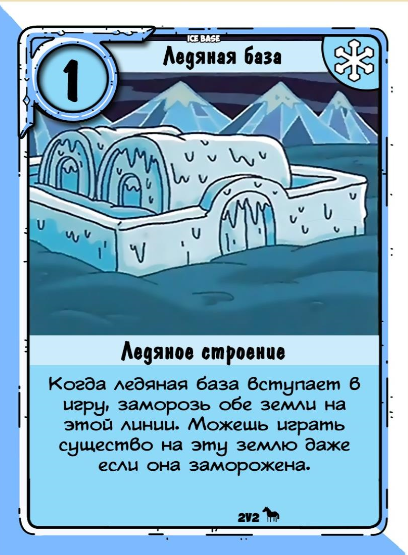 ICE BASE
1
Ледяная база
Ледяное строение
Когда ледяная база вступает в
игру, заморозь обе земли на
этой линии. Можешь играть
существо на эту землю даже
если она заморожена.
2V2